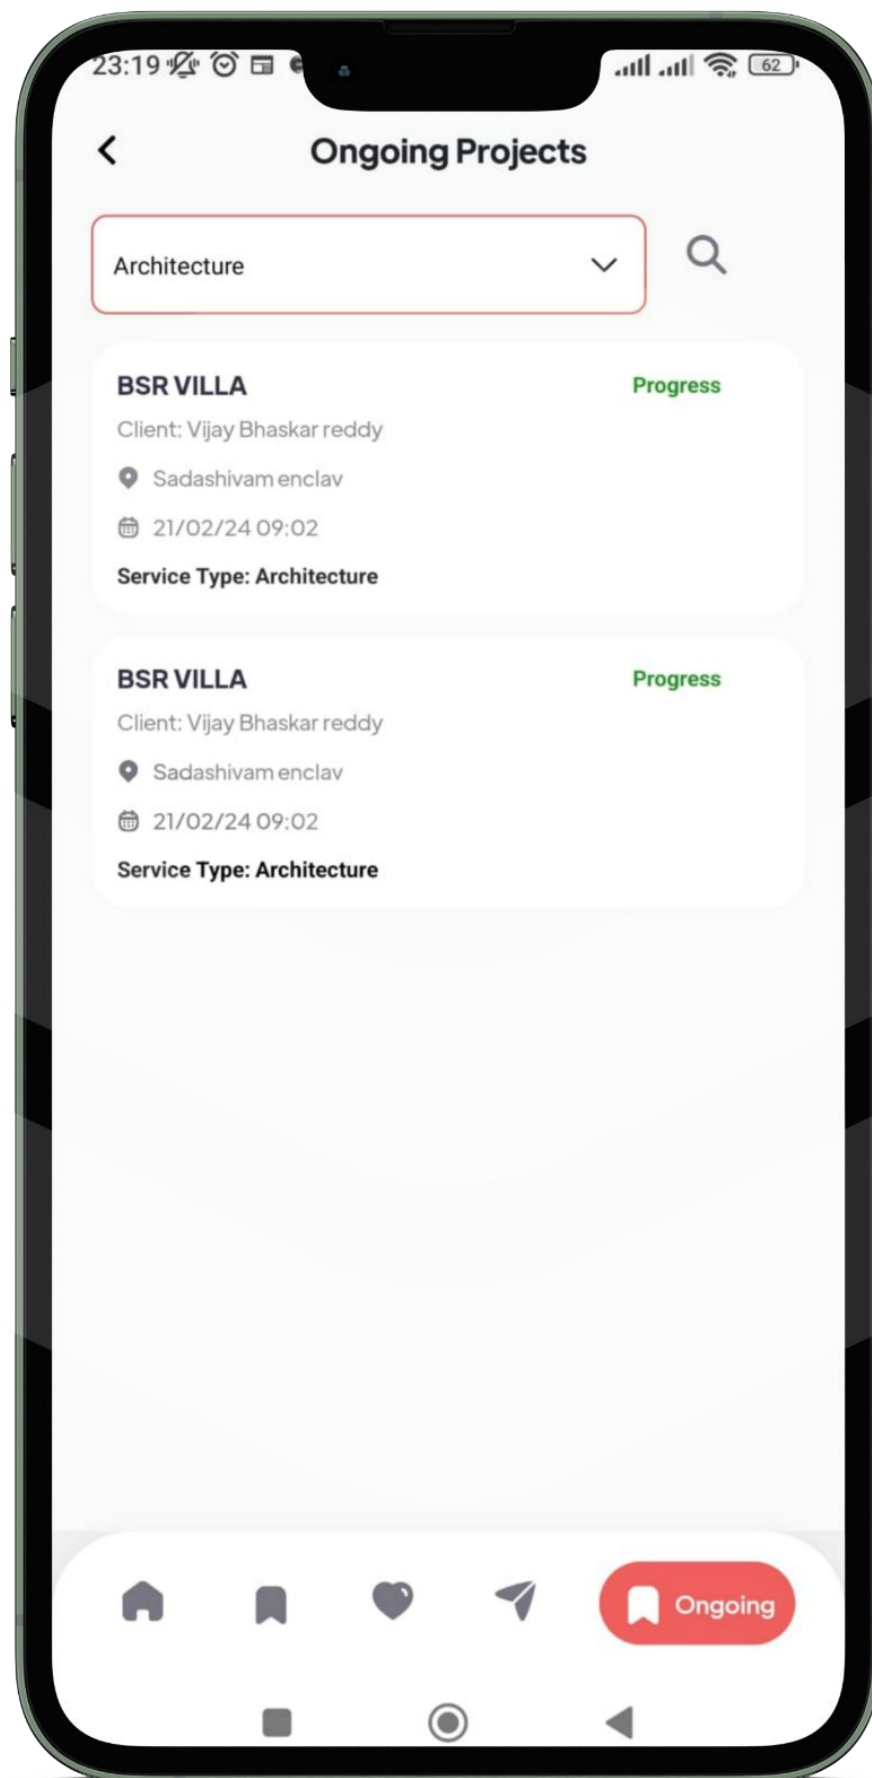 23:19
62
Ongoing Projects
Architecture
BSR VILLA
Progress
Client: Vijay Bhaskar reddy
Sadashivam enclav
21/02/24 09:02
Service Type: Architecture
BSR VILLA
Progress
Client: Vijay Bhaskar reddy
Sadashivam enclav
21/02/24 09:02
Service Type: Architecture
Ongoing